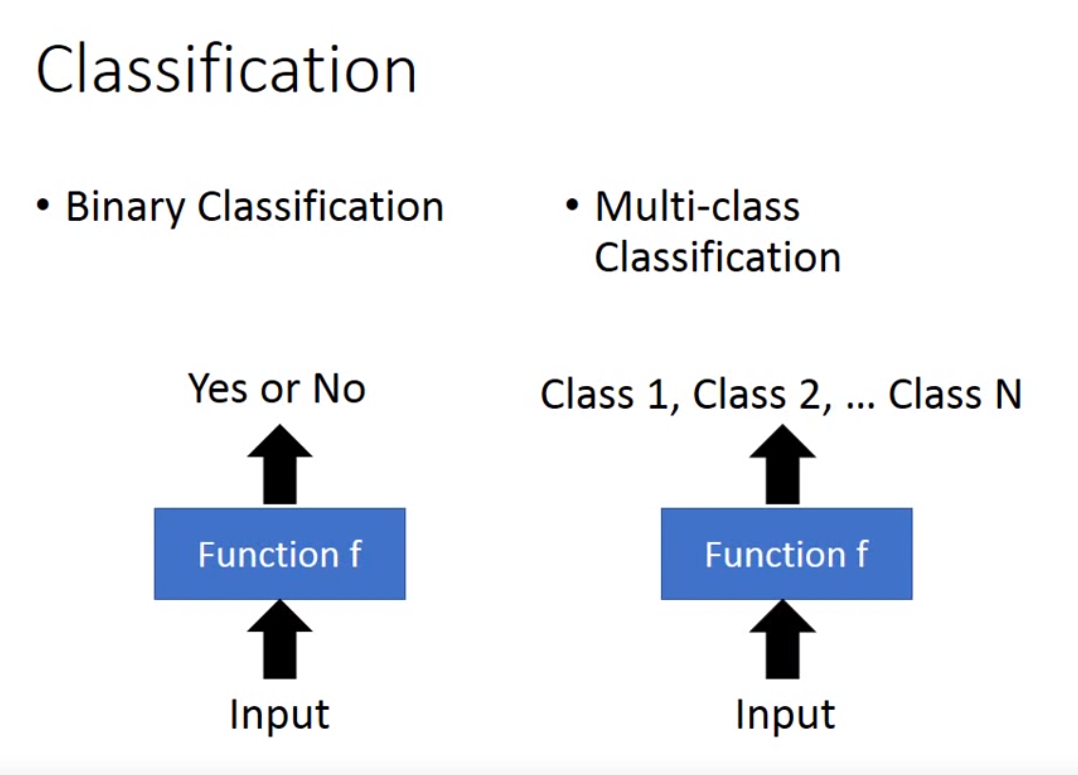 Classification
• Binary Classification
• Multi-class
Classification
Yes or No
Class 1, Class 2, ... Class N
Function f
Function f
Input
Input